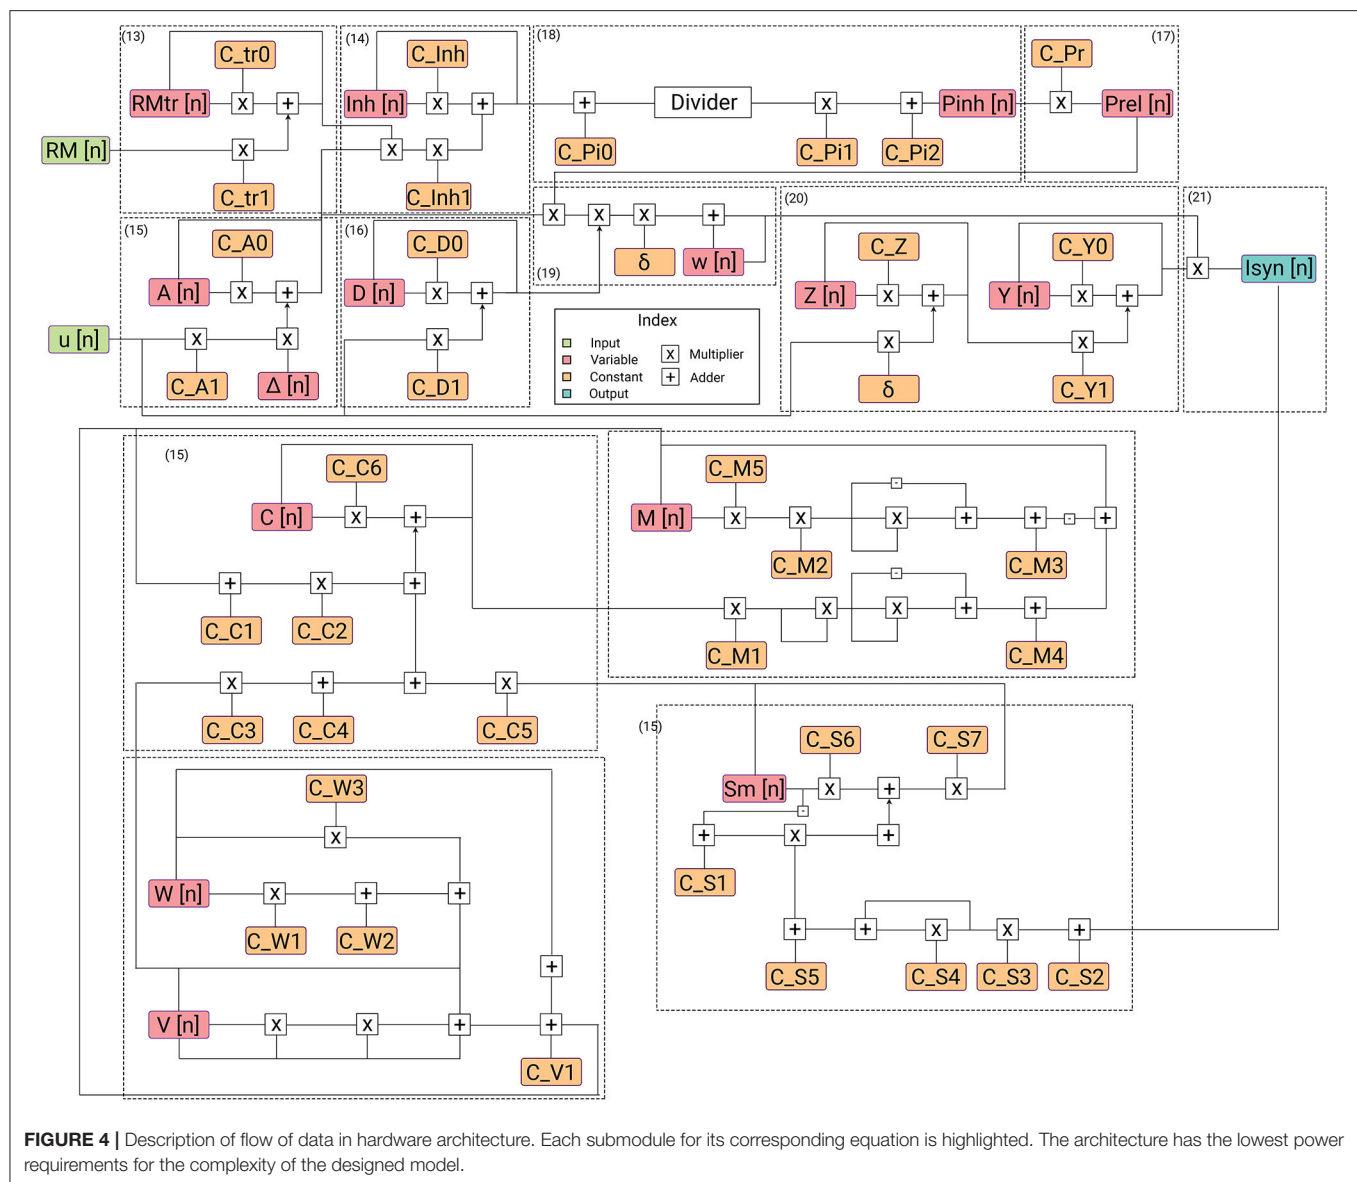 (13)
C_tr0
RMtr [n]
X
+
RM [n]
X
C_tr1
(14)
C_Inh
Inh [n]
X
+
X
X
C_Inh1
(18)
+
Divider
X
+
Pinh [n]
C_Pi0
C_Pi1
C_Pi2
(17)
C_Pr
X
Prel [n]
(15)
C_A0
A [n]
X
+
u [n]
X
X
C_A1
Δ [n]
(16)
C_D0
D [n]
X
+
X
C_D1
X
X
X
+
δ
w [n]
(19)
Index
Input
Variable
Constant
Output
X
Multiplier
+
Adder
(20)
C_Z
Z [n]
X
+
X
δ
C_Y0
Y [n]
X
+
X
C_Y1
(21)
X
Isyn [n]
(15)
C_C6
C [n]
X
+
+
X
+
C_C1
C_C2
X
+
+
X
C_C3
C_C4
C_C5
C_M5
-
M [n]
X
X
X
+
+
-
+
C_M2
C_M3
-
X
X
X
+
+
C_M1
C_M4
(15)
C_S6
C_S7
Sm [n]
X
+
X
-
+
X
+
C_S1
+
+
X
X
+
C_S5
C_S4
C_S3
C_S2
C_W3
X
W [n]
X
+
+
C_W1
C_W2
+
V [n]
X
X
+
+
C_V1
FIGURE 4 | Description of flow of data in hardware architecture. Each submodule for its corresponding equation is highlighted. The architecture has the lowest power
requirements for the complexity of the designed model.